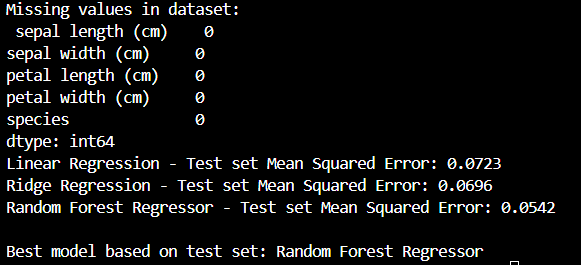 Missing values in dataset:
 sepal length (cm)    0
sepal width (cm)     0
petal length (cm)    0
petal width (cm)     0
species              0
dtype: int64
Linear Regression - Test set Mean Squared Error: 0.0723
Ridge Regression - Test set Mean Squared Error: 0.0696
Random Forest Regressor - Test set Mean Squared Error: 0.0542

Best model based on test set: Random Forest Regressor